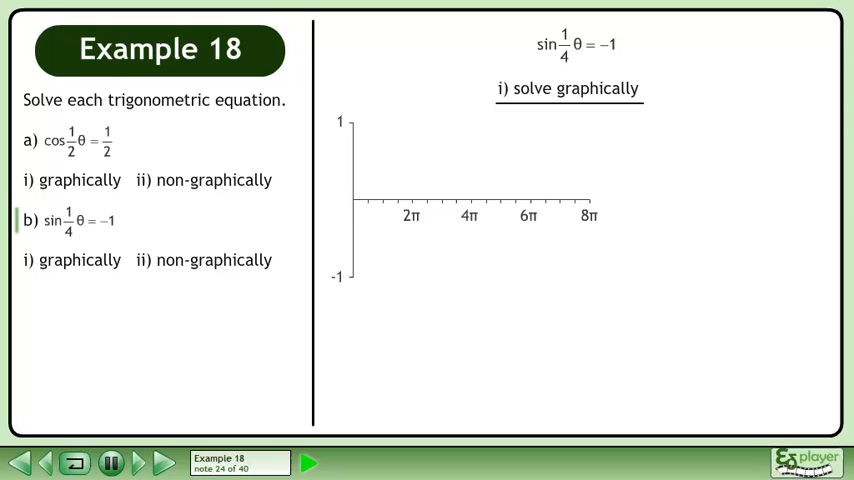 Example 18
Solve each trigonometric equation.
a) cos 1/2 θ = 1/2
i) graphically ii) non-graphically
b) sin 1/4 θ = −1
i) graphically ii) non-graphically
sin 1/4 θ = −1
i) solve graphically
1
2π 4π 6π 8π
-1
Example 18
note 24 of 40
player